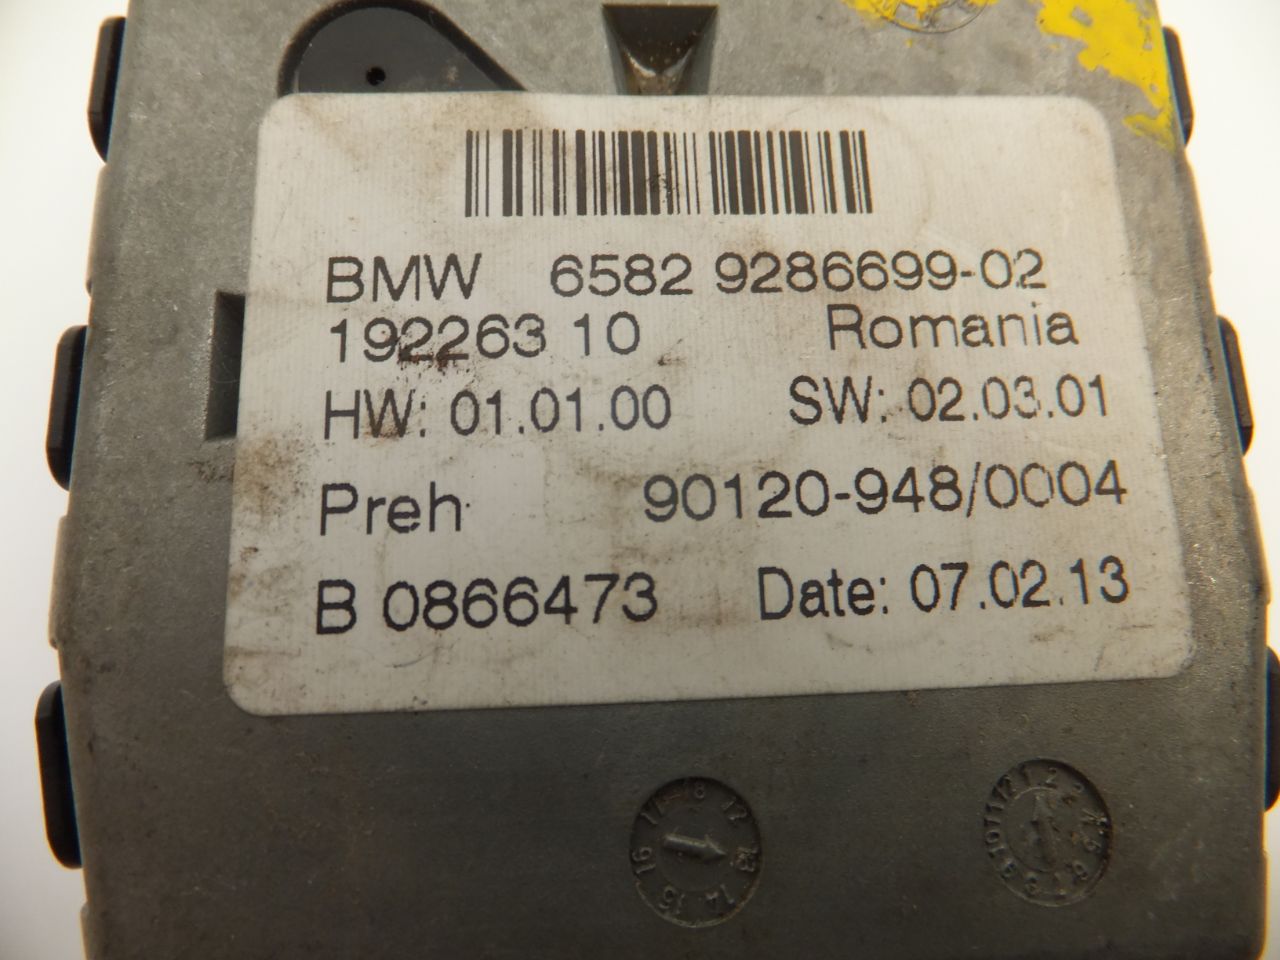 BMW 6582 9286699-02
192263 10 Romania
HW: 01.01.00 SW: 02.03.01
Preh 90120-948/0004
B 0866473 Date: 07.02.13